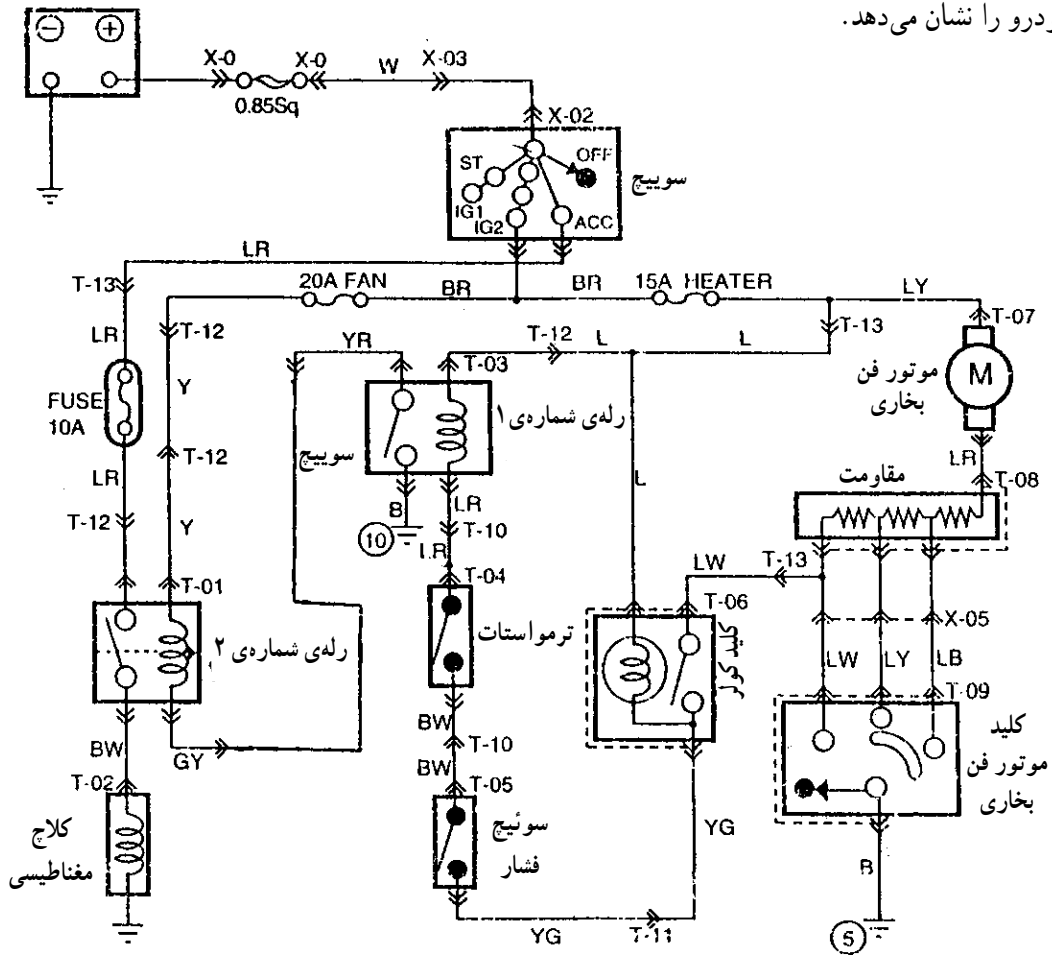 ودرو را نشان می‌دهد.
− +
X-0 X-0 W X-03
0.85Sq
X-02
ST OFF
IG1 IG2 ACC
سوییچ
LR
T-13 20A FAN BR BR 15A HEATER LY
T-12 YR T-12 L L T-13 T-07
LR
T-03
موتور فن
بخاری
M
FUSE
10A
Y
رله‌ی شماره‌ی ۱
سوییچ
T-12
LR
LR
T-08
مقاومت
L
B
LR
T-12
Y
10
T-10
LR
T-04
LW T-13
T-01
T-06
X-05
ترمواستات
کلید کولر
رله‌ی شماره‌ی ۲
LW LY LB
T-09
BW
T-10
BW GY
BW
کلید
موتور فن
بخاری
T-02
T-05
کلاچ
مغناطیسی
سوئیچ
فشار
YG
B
YG T-11
5